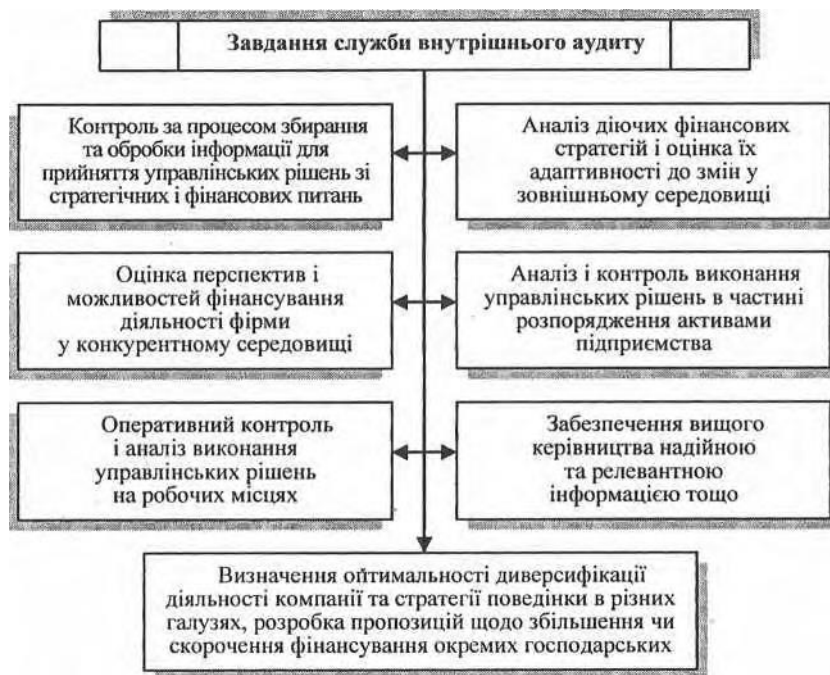 Завдання служби внутрішнього аудиту
Контроль за процесом збирання
та обробки інформації для
прийняття управлінських рішень зі
стратегічних і фінансових питань
Аналіз діючих фінансових
стратегій і оцінка їх
адаптивності до змін у
зовнішньому середовищі
Оцінка перспектив і
можливостей фінансування
діяльності фірми
у конкурентному середовищі
Аналіз і контроль виконання
управлінських рішень в частині
розпорядження активами
підприємства
Оперативний контроль
і аналіз виконання
управлінських рішень
на робочих місцях
Забезпечення вищого
керівництва надійною
та релевантною
інформацією тощо
Визначення оптимальності диверсифікації
діяльності компанії та стратегії поведінки в різних
галузях, розробка пропозицій щодо збільшення чи
скорочення фінансування окремих господарських